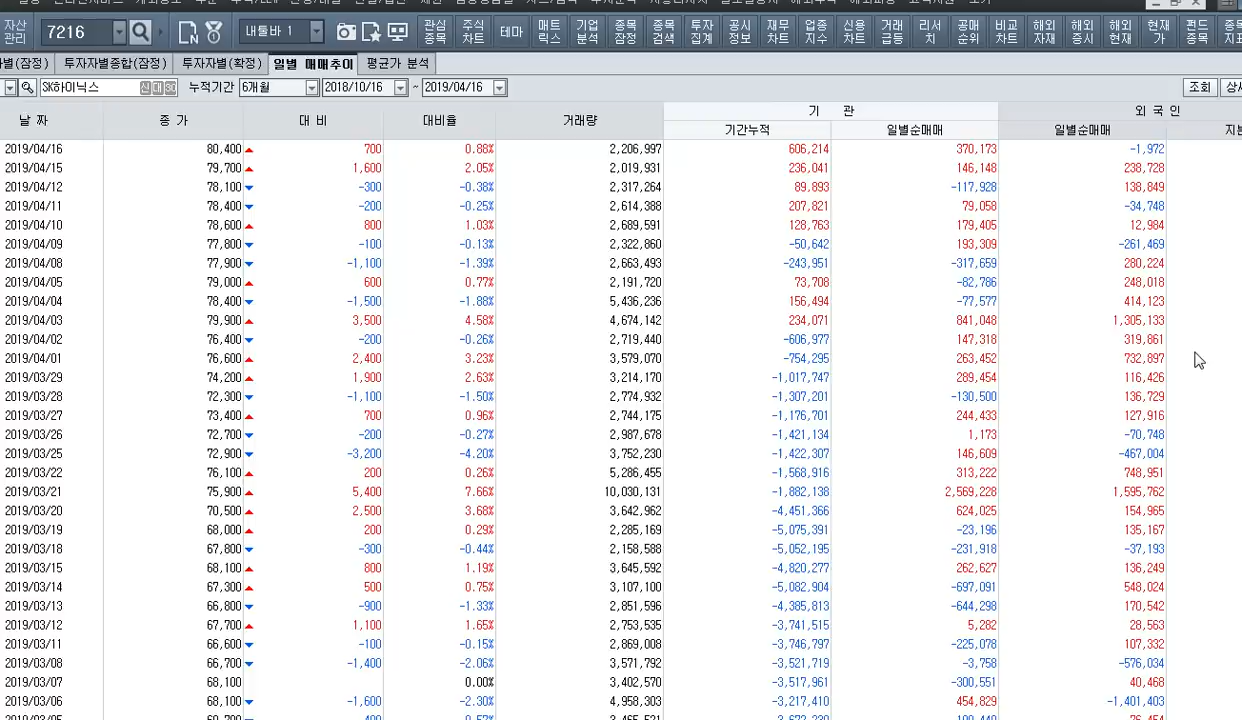 자산 관리 7216 내툴바 1 관심 종목 주식 차트 테마 매트 릭스 기업 분석 종목 잠정 종목 검색 투자 집계 공시 정보 재무 차트 업종 지수 신용 차트 거래 급등 리서 치 공매 순위 비교 차트 해외 자재 해외 증시 해외 현재 현재 가 펀드 종목
별(잠정) 투자자별종합(잠정) 투자자별(확정) 일별 매매추이 평균가 분석
SK하이닉스 신 대 30 누적기간 6개월 2018/10/16 ~ 2019/04/16 조회
날 짜 종 가 대 비 대비율 거래량 기 관 외 국 인
기간누적 일별순매매 일별순매매
2019/04/16 80,400 ▲ 700 0.88% 2,206,997 606,214 370,173 -1,972
2019/04/15 79,700 ▲ 1,600 2.05% 2,019,931 236,041 146,148 238,728
2019/04/12 78,100 ▼ -300 -0.38% 2,317,264 89,893 -117,928 138,849
2019/04/11 78,400 ▼ -200 -0.25% 2,614,388 207,821 79,058 -34,748
2019/04/10 78,600 ▲ 800 1.03% 2,689,591 128,763 179,405 12,984
2019/04/09 77,800 ▼ -100 -0.13% 2,322,860 -50,642 193,309 -261,469
2019/04/08 77,900 ▼ -1,100 -1.39% 2,663,493 -243,951 -317,659 280,224
2019/04/05 79,000 ▲ 600 0.77% 2,191,720 73,708 -82,786 248,018
2019/04/04 78,400 ▼ -1,500 -1.88% 5,436,236 156,494 -77,577 414,123
2019/04/03 79,900 ▲ 3,500 4.58% 4,674,142 234,071 841,048 1,305,133
2019/04/02 76,400 ▼ -200 -0.26% 2,719,440 -606,977 147,318 319,861
2019/04/01 76,600 ▲ 2,400 3.23% 3,579,070 -754,295 263,452 732,897
2019/03/29 74,200 ▲ 1,900 2.63% 3,214,170 -1,017,747 289,454 116,426
2019/03/28 72,300 ▼ -1,100 -1.50% 2,774,932 -1,307,201 -130,500 136,729
2019/03/27 73,400 ▲ 700 0.96% 2,744,175 -1,176,701 244,433 127,916
2019/03/26 72,700 ▼ -200 -0.27% 2,987,678 -1,421,134 1,173 -70,748
2019/03/25 72,900 ▼ -3,200 -4.20% 3,752,230 -1,422,307 146,609 -467,004
2019/03/22 76,100 ▲ 200 0.26% 5,286,455 -1,568,916 313,222 748,951
2019/03/21 75,900 ▲ 5,400 7.66% 10,030,131 -1,882,138 2,569,228 1,595,762
2019/03/20 70,500 ▲ 2,500 3.68% 3,642,962 -4,451,366 624,025 154,965
2019/03/19 68,000 ▲ 200 0.29% 2,285,169 -5,075,391 -23,196 135,167
2019/03/18 67,800 ▼ -300 -0.44% 2,158,588 -5,052,195 -231,918 -37,193
2019/03/15 68,100 ▲ 800 1.19% 3,645,592 -4,820,277 262,627 136,249
2019/03/14 67,300 ▲ 500 0.75% 3,107,100 -5,082,904 -697,091 548,024
2019/03/13 66,800 ▼ -900 -1.33% 2,851,596 -4,385,813 -644,298 170,542
2019/03/12 67,700 ▲ 1,100 1.65% 2,753,535 -3,741,515 5,282 28,563
2019/03/11 66,600 ▼ -100 -0.15% 2,869,008 -3,746,797 -225,078 107,332
2019/03/08 66,700 ▼ -1,400 -2.06% 3,571,792 -3,521,719 -3,758 -576,034
2019/03/07 68,100 0.00% 3,402,570 -3,517,961 -300,551 40,468
2019/03/06 68,100 ▼ -1,600 -2.30% 4,958,303 -3,217,410 454,829 -1,401,403